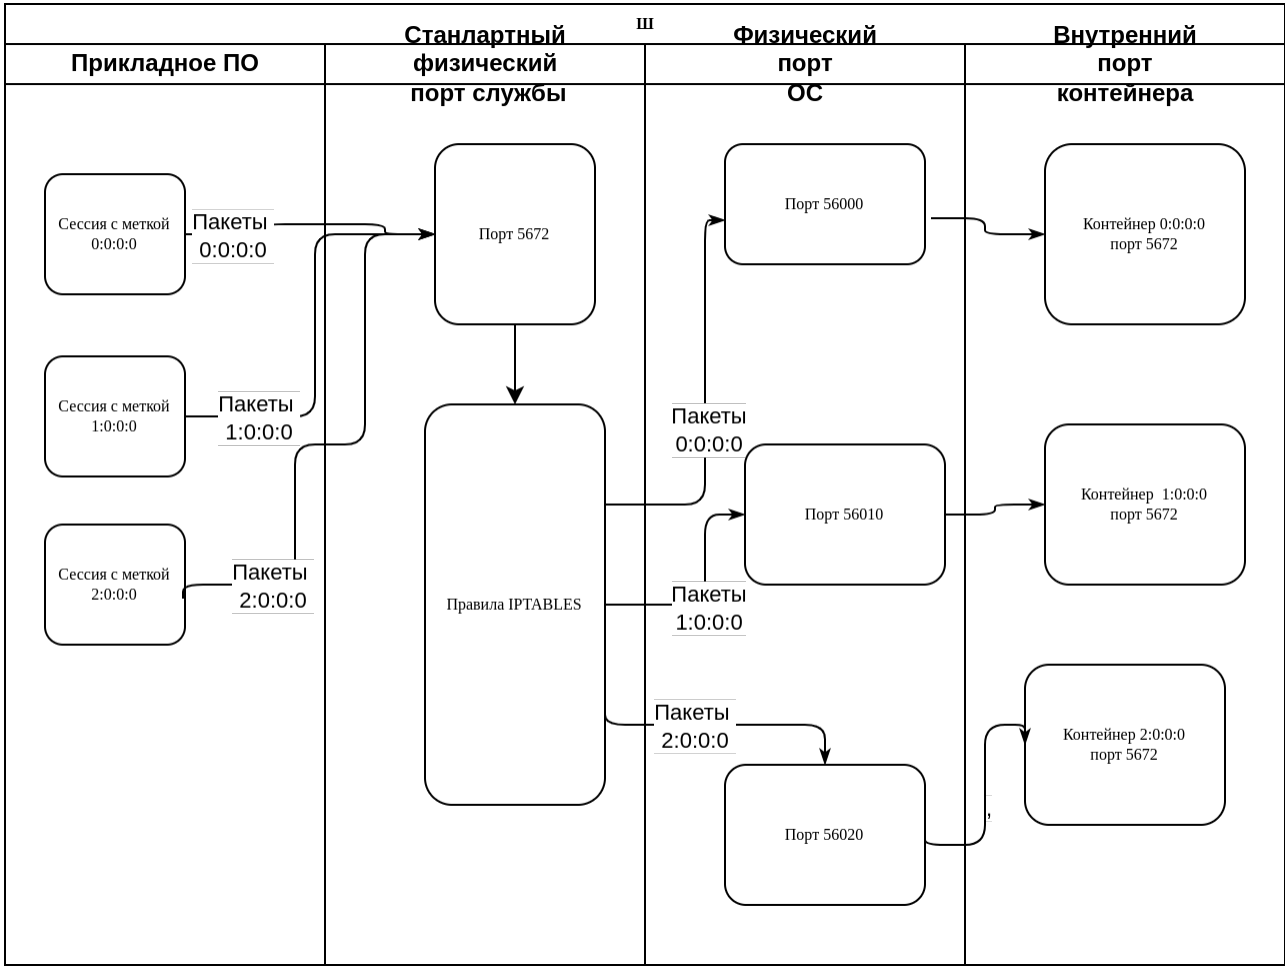 Ш
Прикладное ПО
Станлартный
физический
порт службы
Физический
порт
ОС
Внутренний
порт
контейнера
Сессия с меткой
0:0:0:0
Пакеты
0:0:0:0
Сессия с меткой
1:0:0:0
Пакеты
1:0:0:0
Сессия с меткой
2:0:0:0
Пакеты
2:0:0:0
Порт 5672
Правила IPTABLES
Пакеты
0:0:0:0
Пакеты
1:0:0:0
Пакеты
2:0:0:0
Порт 56000
Порт 56010
Порт 56020
Контейнер 0:0:0:0
порт 5672
Контейнер  1:0:0:0
порт 5672
Контейнер 2:0:0:0
порт 5672
,